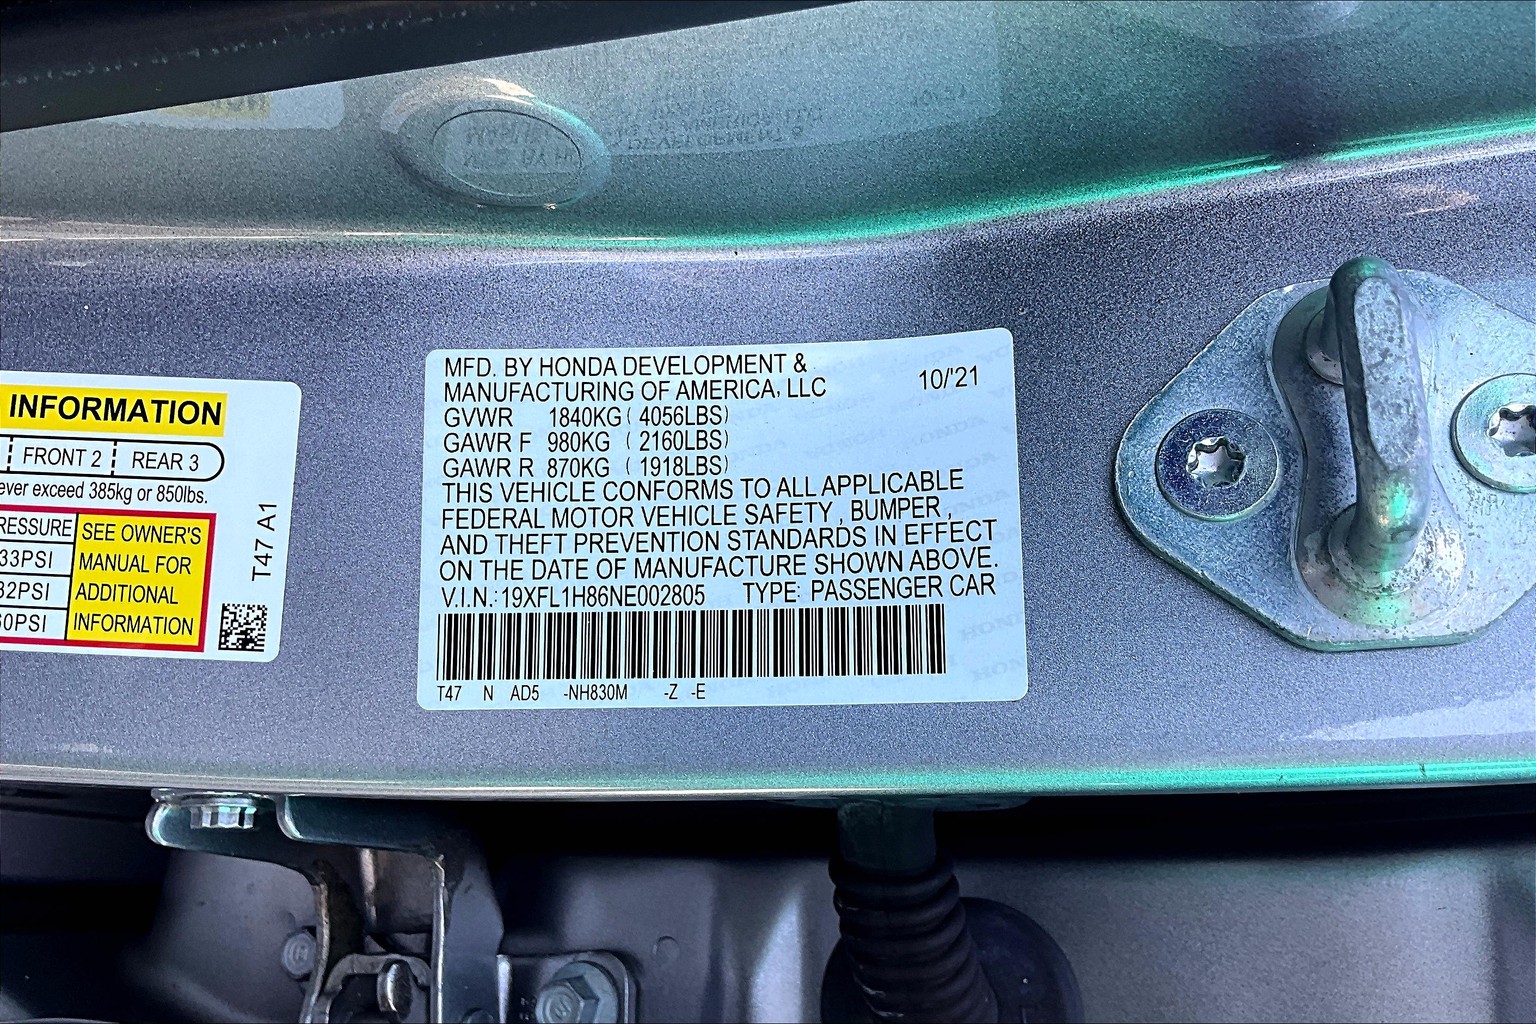 INFORMATION
FRONT 2 REAR 3
ever exceed 385kg or 850lbs.
RESSURE SEE OWNER'S
33PSI MANUAL FOR
32PSI ADDITIONAL
60PSI INFORMATION
T47 A1
MFD. BY HONDA DEVELOPMENT &
MANUFACTURING OF AMERICA, LLC 10/'21
GVWR 1840KG ( 4056LBS)
GAWR F 980KG ( 2160LBS)
GAWR R 870KG ( 1918LBS)
THIS VEHICLE CONFORMS TO ALL APPLICABLE
FEDERAL MOTOR VEHICLE SAFETY , BUMPER ,
AND THEFT PREVENTION STANDARDS IN EFFECT
ON THE DATE OF MANUFACTURE SHOWN ABOVE.
V.I.N.: 19XFL1H86NE002805 TYPE: PASSENGER CAR
T47 N AD5 -NH830M -Z -E